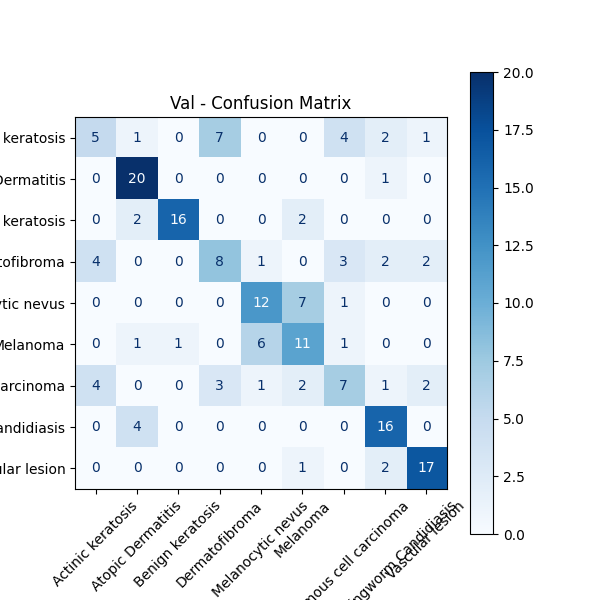 Val - Confusion Matrix
keratosis 5 1 0 7 0 0 4 2 1
Dermatitis 0 20 0 0 0 0 0 1 0
keratosis 0 2 16 0 0 2 0 0 0
tofibroma 4 0 0 8 1 0 3 2 2
ytic nevus 0 0 0 0 12 7 1 0 0
Melanoma 0 1 1 0 6 11 1 0 0
arcinoma 4 0 0 3 1 2 7 1 2
andidiasis 0 4 0 0 0 0 0 16 0
ular lesion 0 0 0 0 0 1 0 2 17
Actinic keratosis
Atopic Dermatitis
Benign keratosis
Dermatofibroma
Melanocytic nevus
Melanoma
mous cell carcinoma
ingworm Candidiasis
Vascular lesion
20.0
17.5
15.0
12.5
10.0
7.5
5.0
2.5
0.0